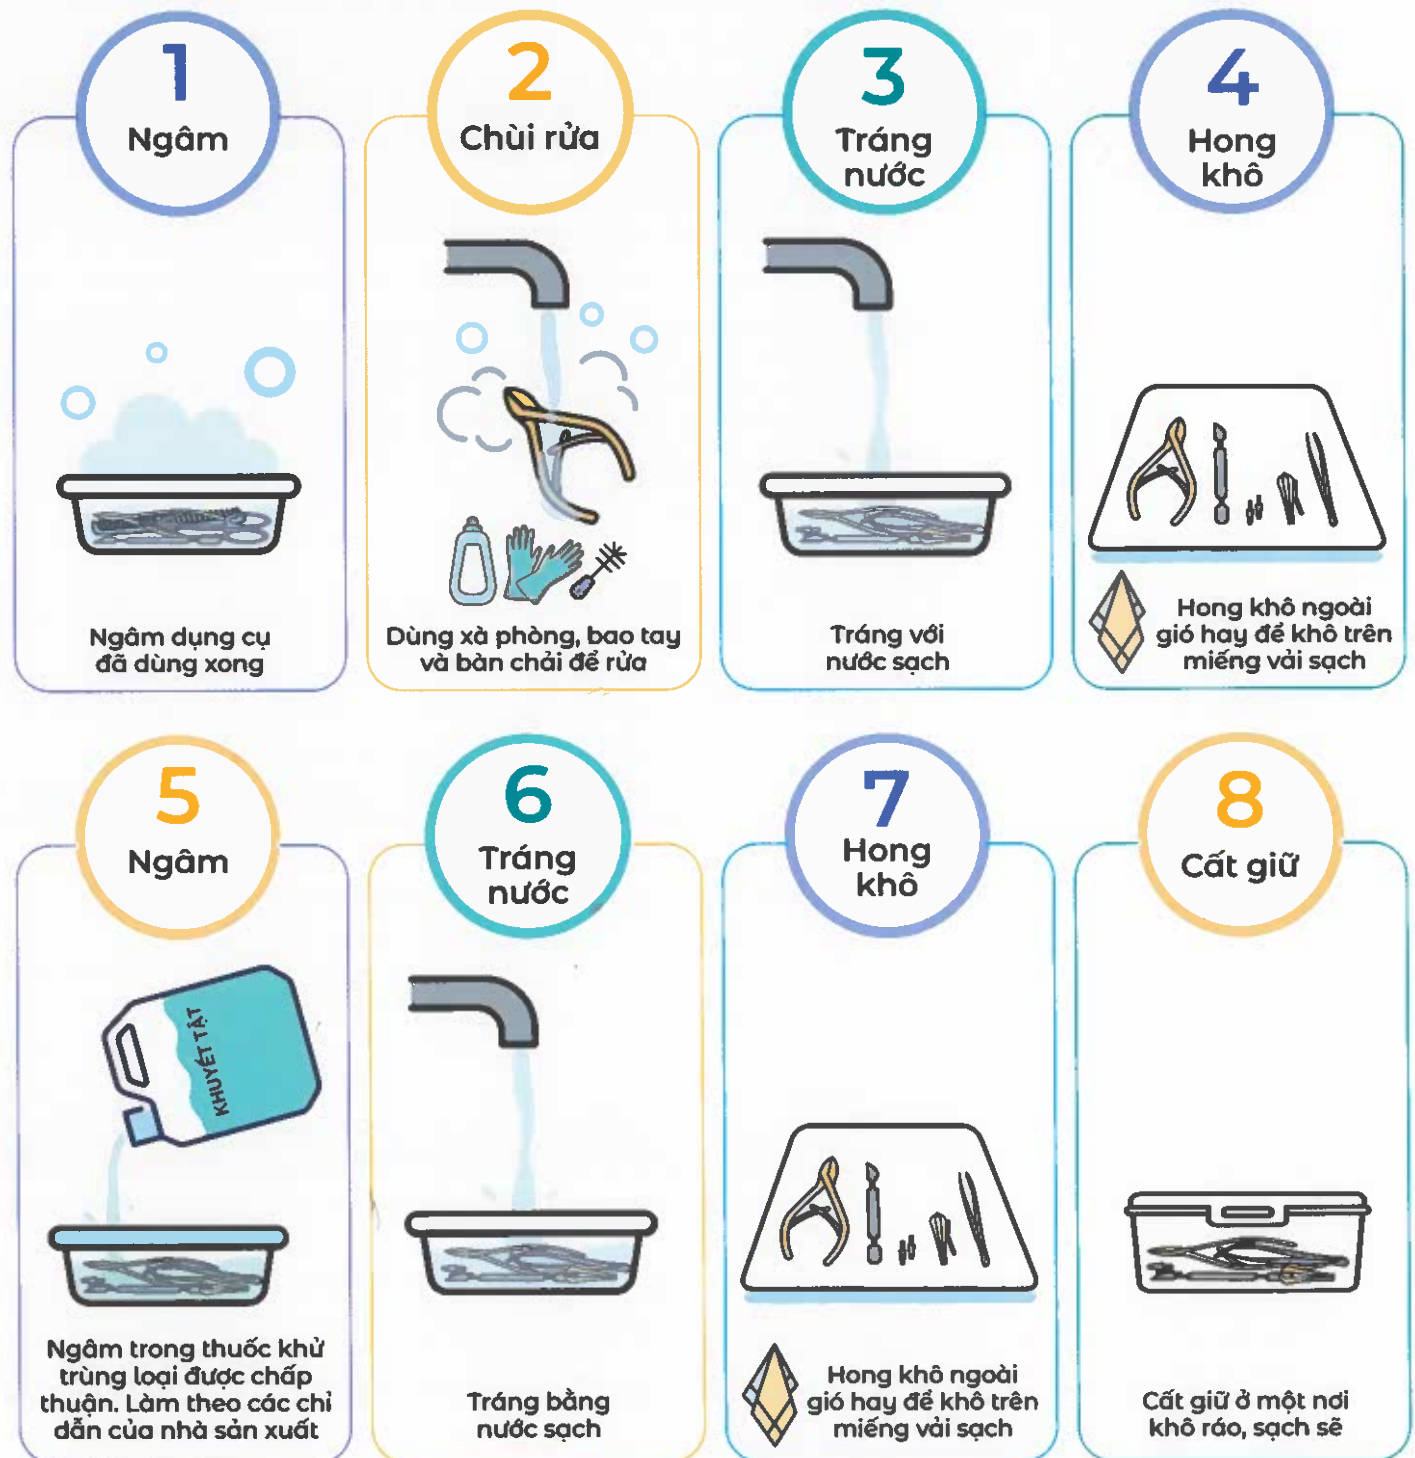 1
Ngâm
Ngâm dụng cụ
đã dùng xong
2
Chùi rửa
Dùng xà phòng, bao tay
và bàn chải để rửa
3
Tráng
nước
Tráng với
nước sạch
4
Hong
khô
Hong khô ngoài
gió hay để khô trên
miếng vải sạch
5
Ngâm
KHUYẾT TẬT
Ngâm trong thuốc khử
trùng loại được chấp
thuận. Làm theo các chỉ
dẫn của nhà sản xuất
6
Tráng
nước
Tráng bằng
nước sạch
7
Hong
khô
Hong khô ngoài
gió hay để khô trên
miếng vải sạch
8
Cất giữ
Cất giữ ở một nơi
khô ráo, sạch sẽ